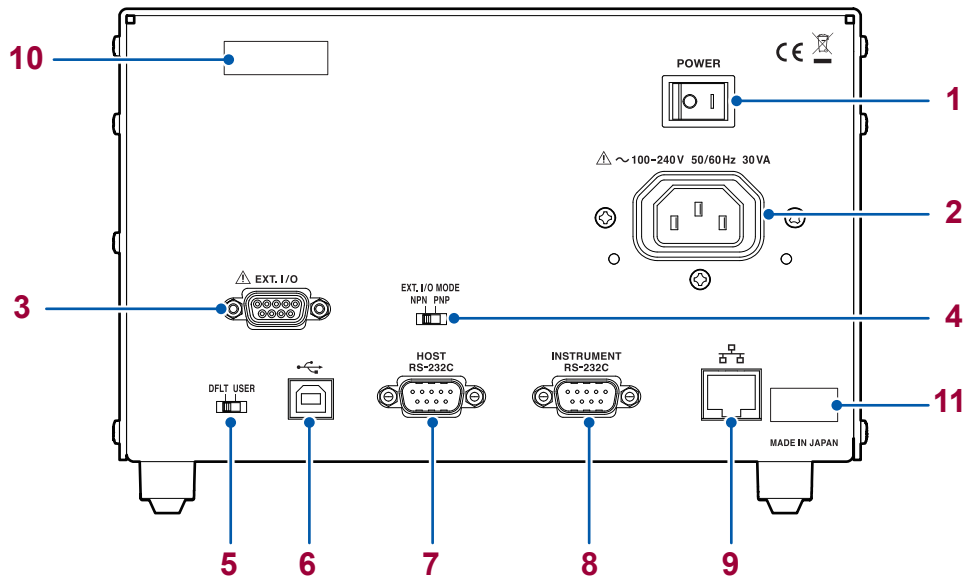 10
CE
POWER
1
~100-240V 50/60Hz 30VA
2
EXT. I/O
3
EXT. I/O MODE
NPN PNP
4
HOST
RS-232C
INSTRUMENT
RS-232C
DFLT USER
11
MADE IN JAPAN
5
6
7
8
9